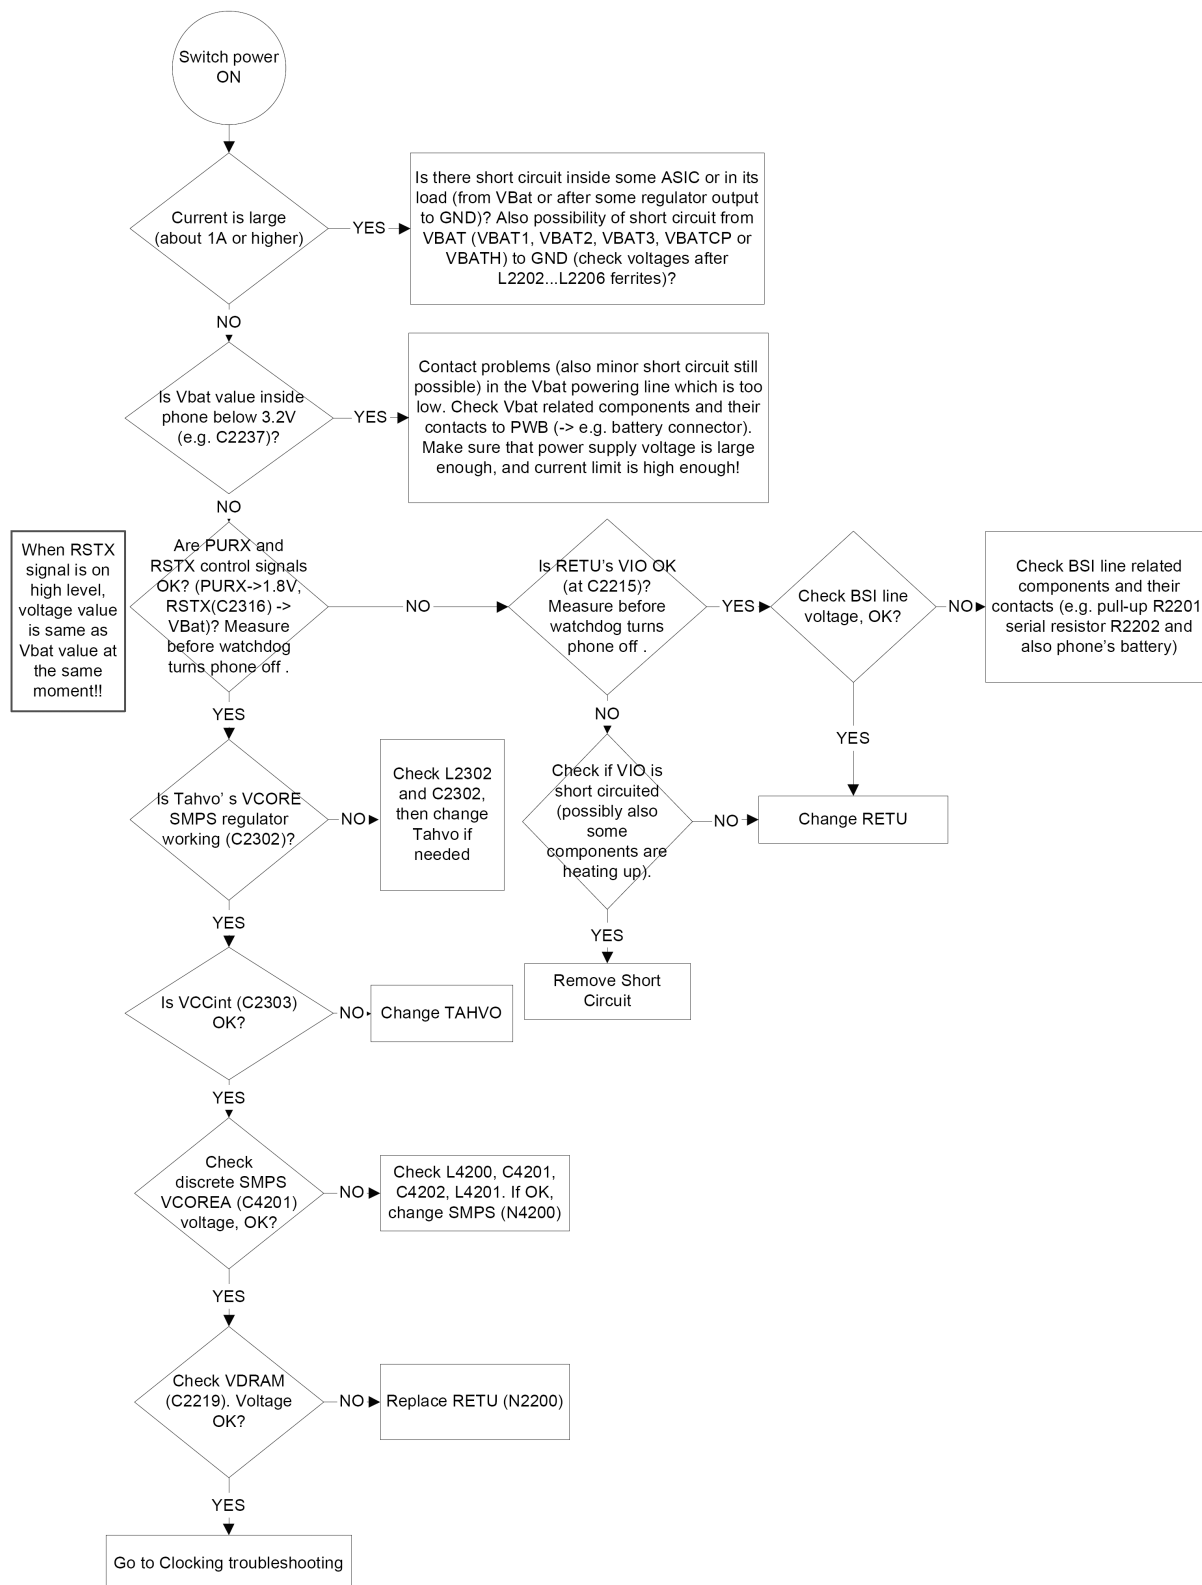 Switch power
ON
Current is large
(about 1A or higher)
YES
Is there short circuit inside some ASIC or in its
load (from VBat or after some regulator output
to GND)? Also possibility of short circuit from
VBAT (VBAT1, VBAT2, VBAT3, VBATCP or
VBATH) to GND (check voltages after
L2202...L2206 ferrites)?
NO
Is Vbat value inside
phone below 3.2V
(e.g. C2237)?
YES
Contact problems (also minor short circuit still
possible) in the Vbat powering line which is too
low. Check Vbat related components and their
contacts to PWB (-> e.g. battery connector).
Make sure that power supply voltage is large
enough, and current limit is high enough!
NO
When RSTX
signal is on
high level,
voltage value
is same as
Vbat value at
the same
moment!!
Are PURX and
RSTX control signals
OK? (PURX->1.8V,
RSTX(C2316) ->
VBat)? Measure
before watchdog
turns phone off .
NO
Is RETU's VIO OK
(at C2215)?
Measure before
watchdog turns
phone off .
YES
Check BSI line
voltage, OK?
NO
Check BSI line related
components and their
contacts (e.g. pull-up R2201
serial resistor R2202 and
also phone's battery)
YES
NO
YES
Is Tahvo' s VCORE
SMPS regulator
working (C2302)?
NO
Check L2302
and C2302,
then change
Tahvo if
needed
Check if VIO is
short circuited
(possibly also
some
components are
heating up).
NO
Change RETU
YES
YES
Remove Short
Circuit
Is VCCint (C2303)
OK?
NO
Change TAHVO
YES
Check
discrete SMPS
VCOREA (C4201)
voltage, OK?
NO
Check L4200, C4201,
C4202, L4201. If OK,
change SMPS (N4200)
YES
Check VDRAM
(C2219). Voltage
OK?
NO
Replace RETU (N2200)
YES
Go to Clocking troubleshooting